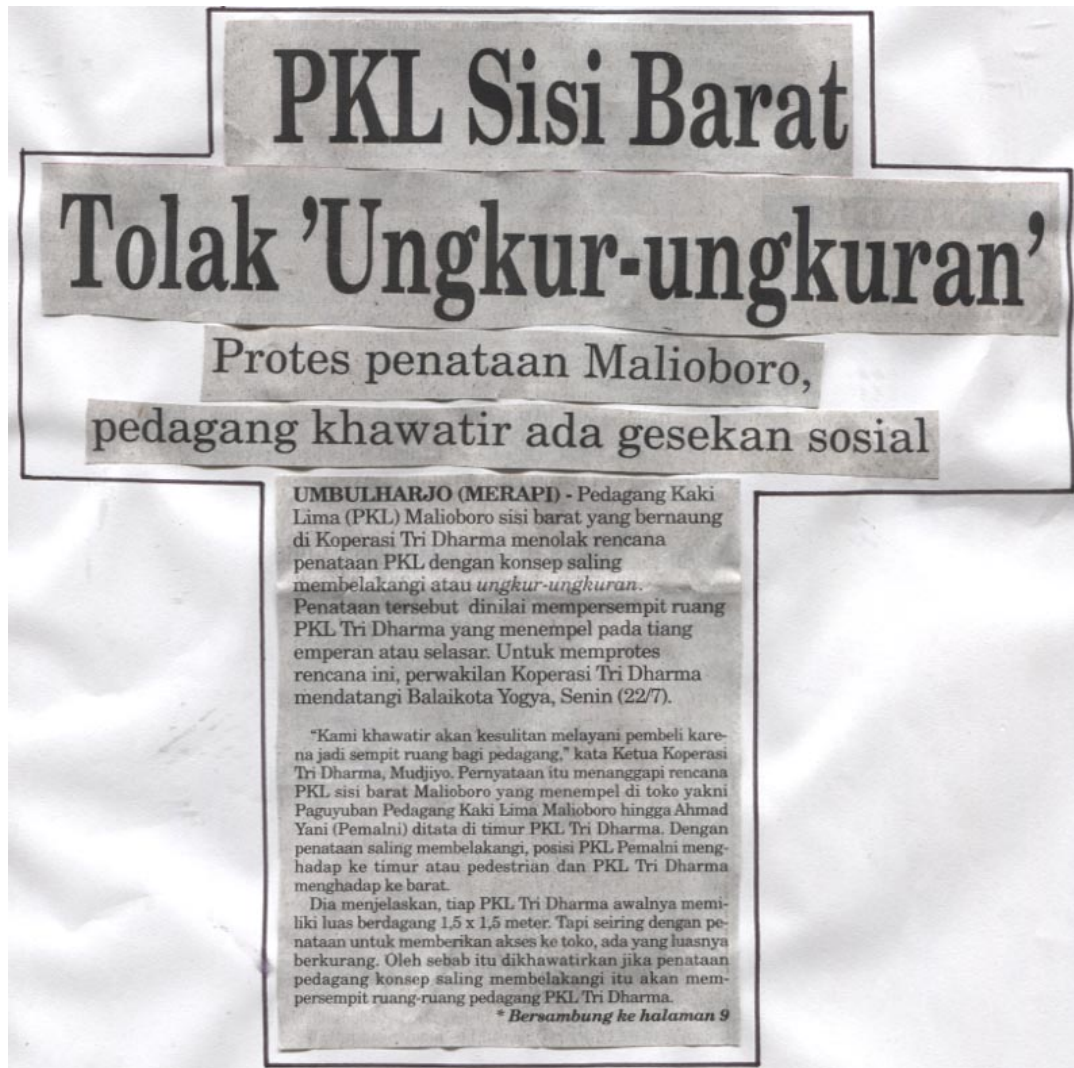 PKL Sisi Barat
Tolak 'Ungkur-ungkuran'
Protes penataan Malioboro,
pedagang khawatir ada gesekan sosial
UMBULHARJO (MERAPI) - Pedagang Kaki
Lima (PKL) Malioboro sisi barat yang bernaung
di Koperasi Tri Dharma menolak rencana
penataan PKL dengan konsep saling
membelakangi atau ungkur-ungkuran.
Penataan tersebut dinilai mempersempit ruang
PKL Tri Dharma yang menempel pada tiang
emperan atau selasar. Untuk memprotes
rencana ini, perwakilan Koperasi Tri Dharma
mendatangi Balaikota Yogya, Senin (22/7).
"Kami khawatir akan kesulitan melayani pembeli kare-
na jadi sempit ruang bagi pedagang," kata Ketua Koperasi
Tri Dharma, Mudjiyo. Pernyataan itu menanggapi rencana
PKL sisi barat Malioboro yang menempel di toko yakni
Paguyuban Pedagang Kaki Lima Malioboro hingga Ahmad
Yani (Pemalni) ditata di timur PKL Tri Dharma. Dengan
penataan saling membelakangi, posisi PKL Pemalni meng-
hadap ke timur atau pedestrian dan PKL Tri Dharma
menghadap ke barat.
Dia menjelaskan, tiap PKL Tri Dharma awalnya memi-
liki luas berdagang 1,5 x 1,5 meter. Tapi seiring dengan pe-
nataan untuk memberikan akses ke toko, ada yang luasnya
berkurang. Oleh sebab itu dikhawatirkan jika penataan
pedagang konsep saling membelakangi itu akan mem-
persempit ruang-ruang pedagang PKL Tri Dharma.
* Bersambung ke halaman 9